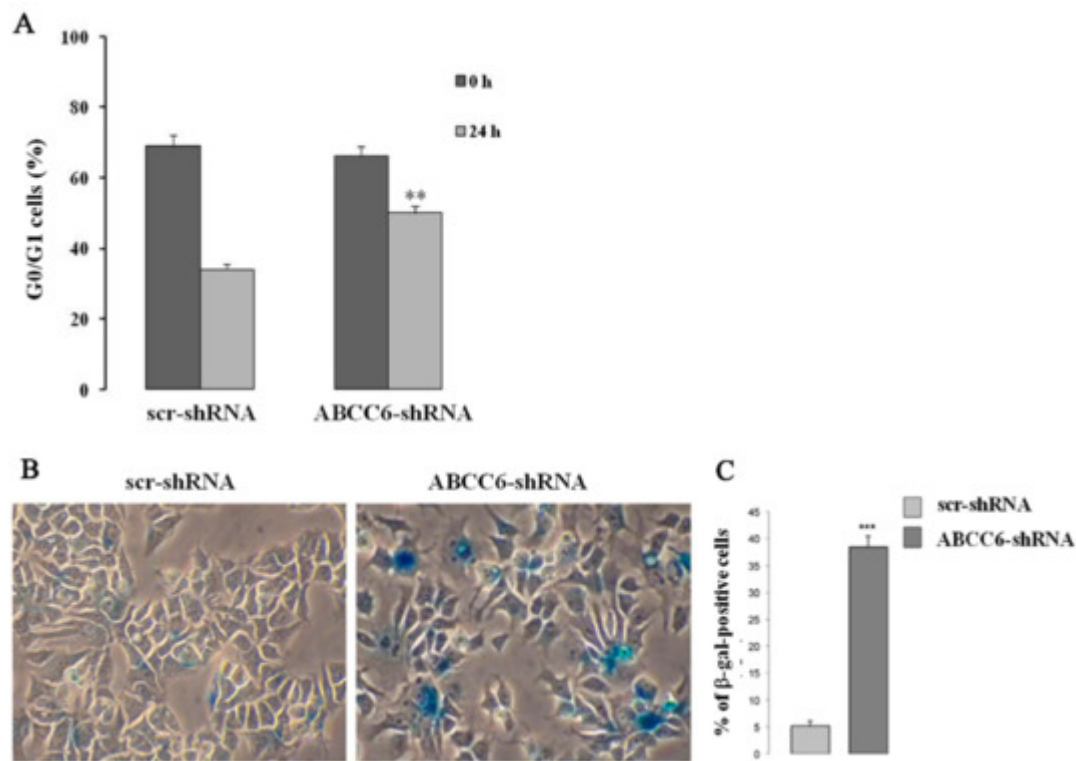 A
100
80
60
40
20
0
G0/G1 cells (%)
0 h
24 h
**
scr-shRNA
ABCC6-shRNA
B
scr-shRNA
ABCC6-shRNA
C
% of β-gal-positive cells
45
40
35
30
25
20
15
10
5
0
***
scr-shRNA
ABCC6-shRNA